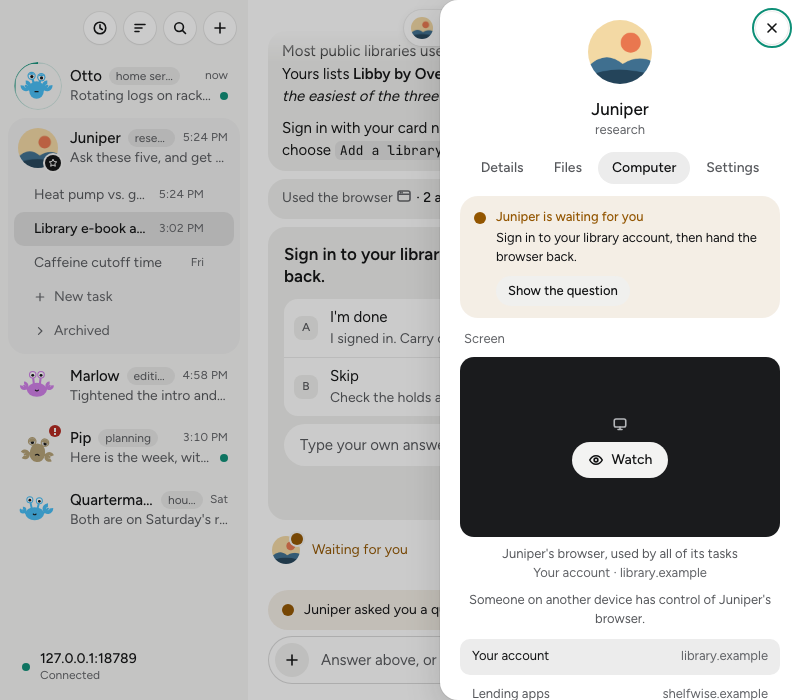 Otto home ser... now
Rotating logs on rack...
Juniper rese... 5:24 PM
Ask these five, and get ...
Heat pump vs. g... 5:24 PM
Library e-book a... 3:02 PM
Caffeine cutoff time Fri
+ New task
Archived
Marlow editi... 4:58 PM
Tightened the intro and...
Pip planning 3:10 PM
Here is the week, wit...
Quarterma... hou... Sat
Both are on Saturday's r...
127.0.0.1:18789
Connected
Most public libraries use
Yours lists Libby by Ove
the easiest of the three
Sign in with your card n
choose Add a library
Used the browser · 2 a
Sign in to your librar
back.
A I'm done
I signed in. Carry o
B Skip
Check the holds a
Type your own answe
Waiting for you
Juniper asked you a q
Answer above, or
Juniper
research
Details Files Computer Settings
Juniper is waiting for you
Sign in to your library account, then hand the
browser back.
Show the question
Screen
Watch
Juniper's browser, used by all of its tasks
Your account · library.example
Someone on another device has control of Juniper's
browser.
Your account library.example
Lending apps shelfwise.example